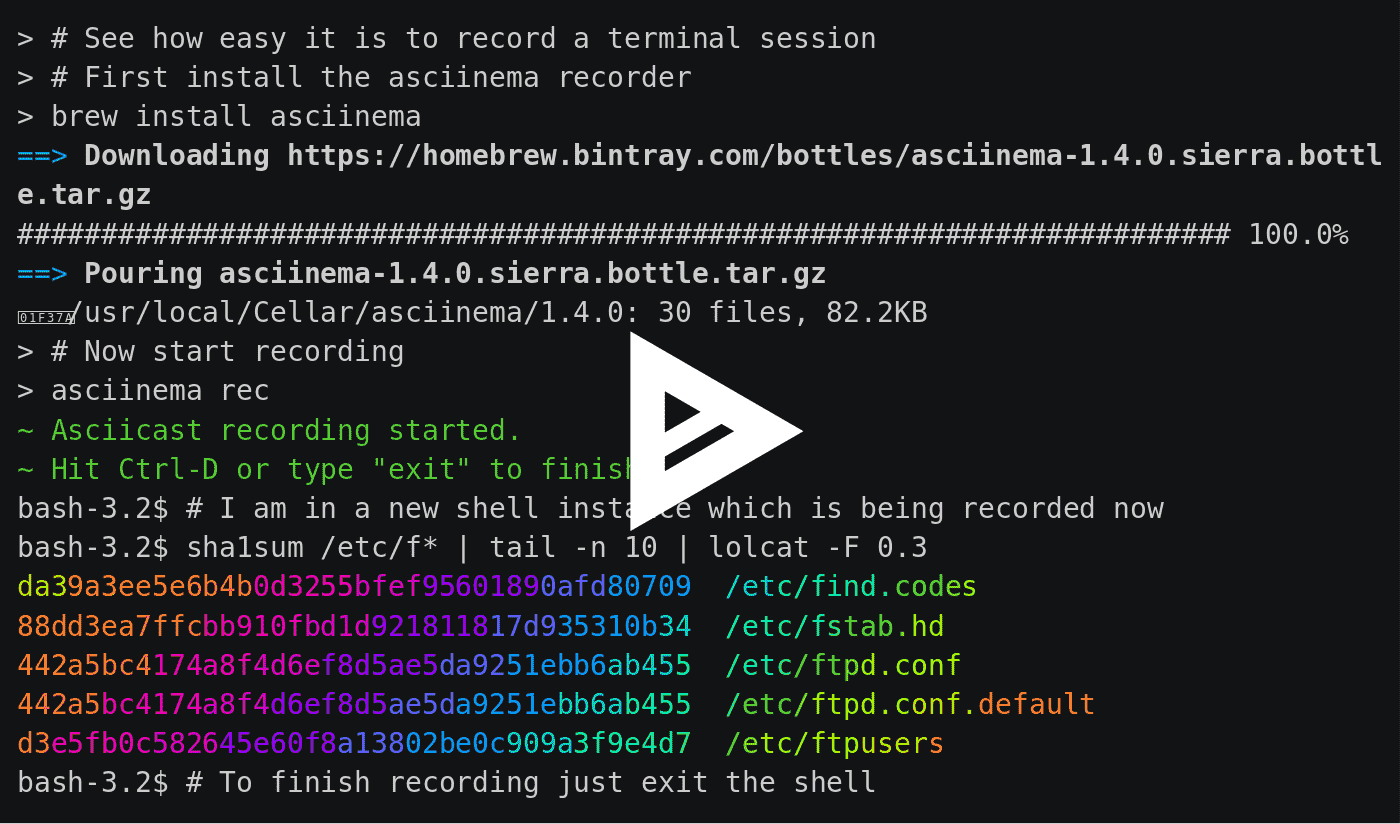 > # See how easy it is to record a terminal session
> # First install the asciinema recorder
> brew install asciinema
==> Downloading https://homebrew.bintray.com/bottles/asciinema-1.4.0.sierra.bottl
e.tar.gz
######################################################################## 100.0%
==> Pouring asciinema-1.4.0.sierra.bottle.tar.gz
01F37A/usr/local/Cellar/asciinema/1.4.0: 30 files, 82.2KB
> # Now start recording
> asciinema rec
~ Asciicast recording started.
~ Hit Ctrl-D or type "exit" to finish
bash-3.2$ # I am in a new shell instance which is being recorded now
bash-3.2$ sha1sum /etc/f* | tail -n 10 | lolcat -F 0.3
da39a3ee5e6b4b0d3255bfef95601890afd80709  /etc/find.codes
88dd3ea7ffcbb910fbd1d921811817d935310b34  /etc/fstab.hd
442a5bc4174a8f4d6ef8d5ae5da9251ebb6ab455  /etc/ftpd.conf
442a5bc4174a8f4d6ef8d5ae5da9251ebb6ab455  /etc/ftpd.conf.default
d3e5fb0c582645e60f8a13802be0c909a3f9e4d7  /etc/ftpusers
bash-3.2$ # To finish recording just exit the shell